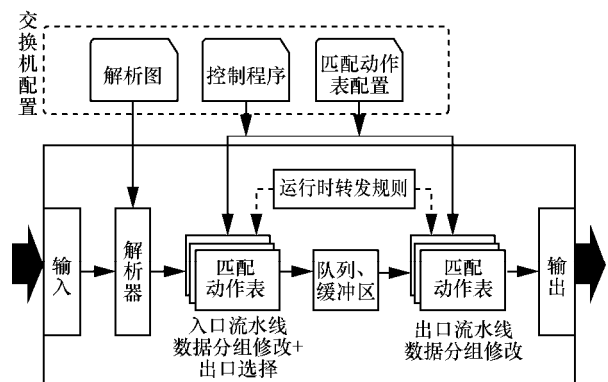 交换机配置
解析图
控制程序
匹配动作
表配置
运行时转发规则
输入
解析器
匹配
动作表
队列、
缓冲区
匹配
动作表
输出
入口流水线
数据分组修改+
出口选择
出口流水线
数据分组修改